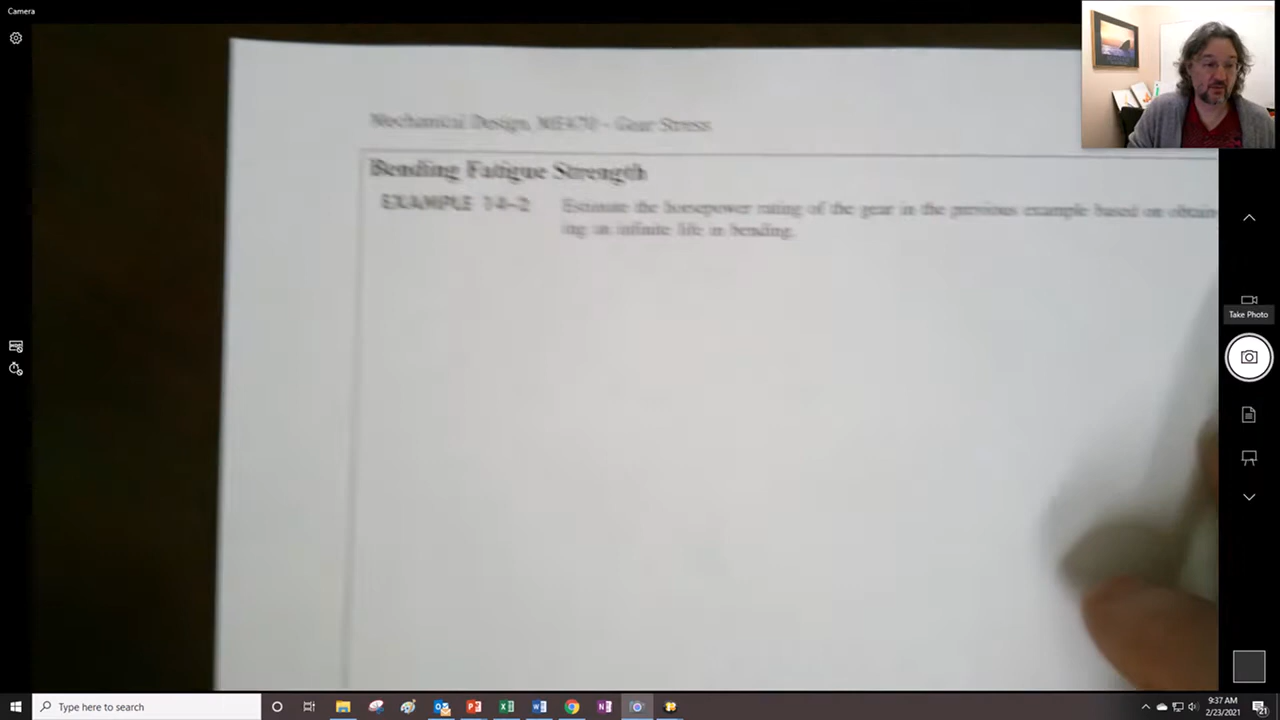 Camera
Mechanical Design, ME470 - Gear Stress
Bending Fatigue Strength
EXAMPLE 14-2 Estimate the horsepower rating of the gear in the previous example based on obtain-
ing an infinite life in bending.
Take Photo
Type here to search
9:37 AM
2/23/2021
21